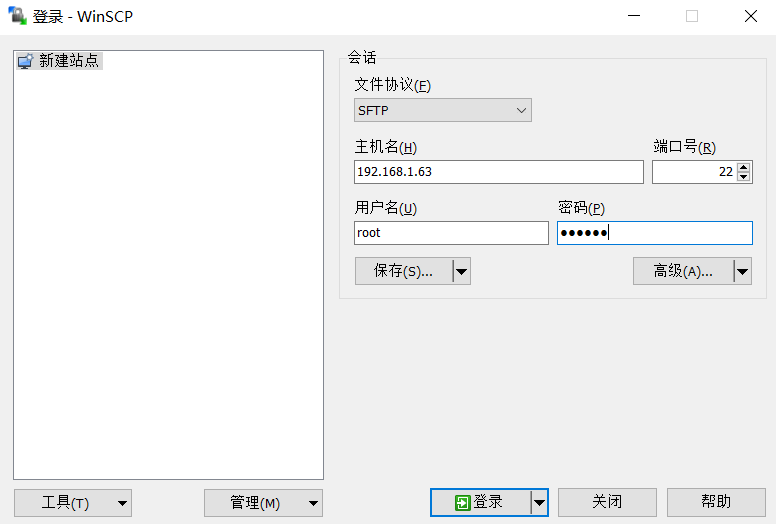 登录 - WinSCP
新建站点
会话
文件协议(F)
SFTP
主机名(H)
端口号(R)
192.168.1.63
22
用户名(U)
密码(P)
root
●●●●●●
保存(S)...
高级(A)...
工具(T)
管理(M)
登录
关闭
帮助